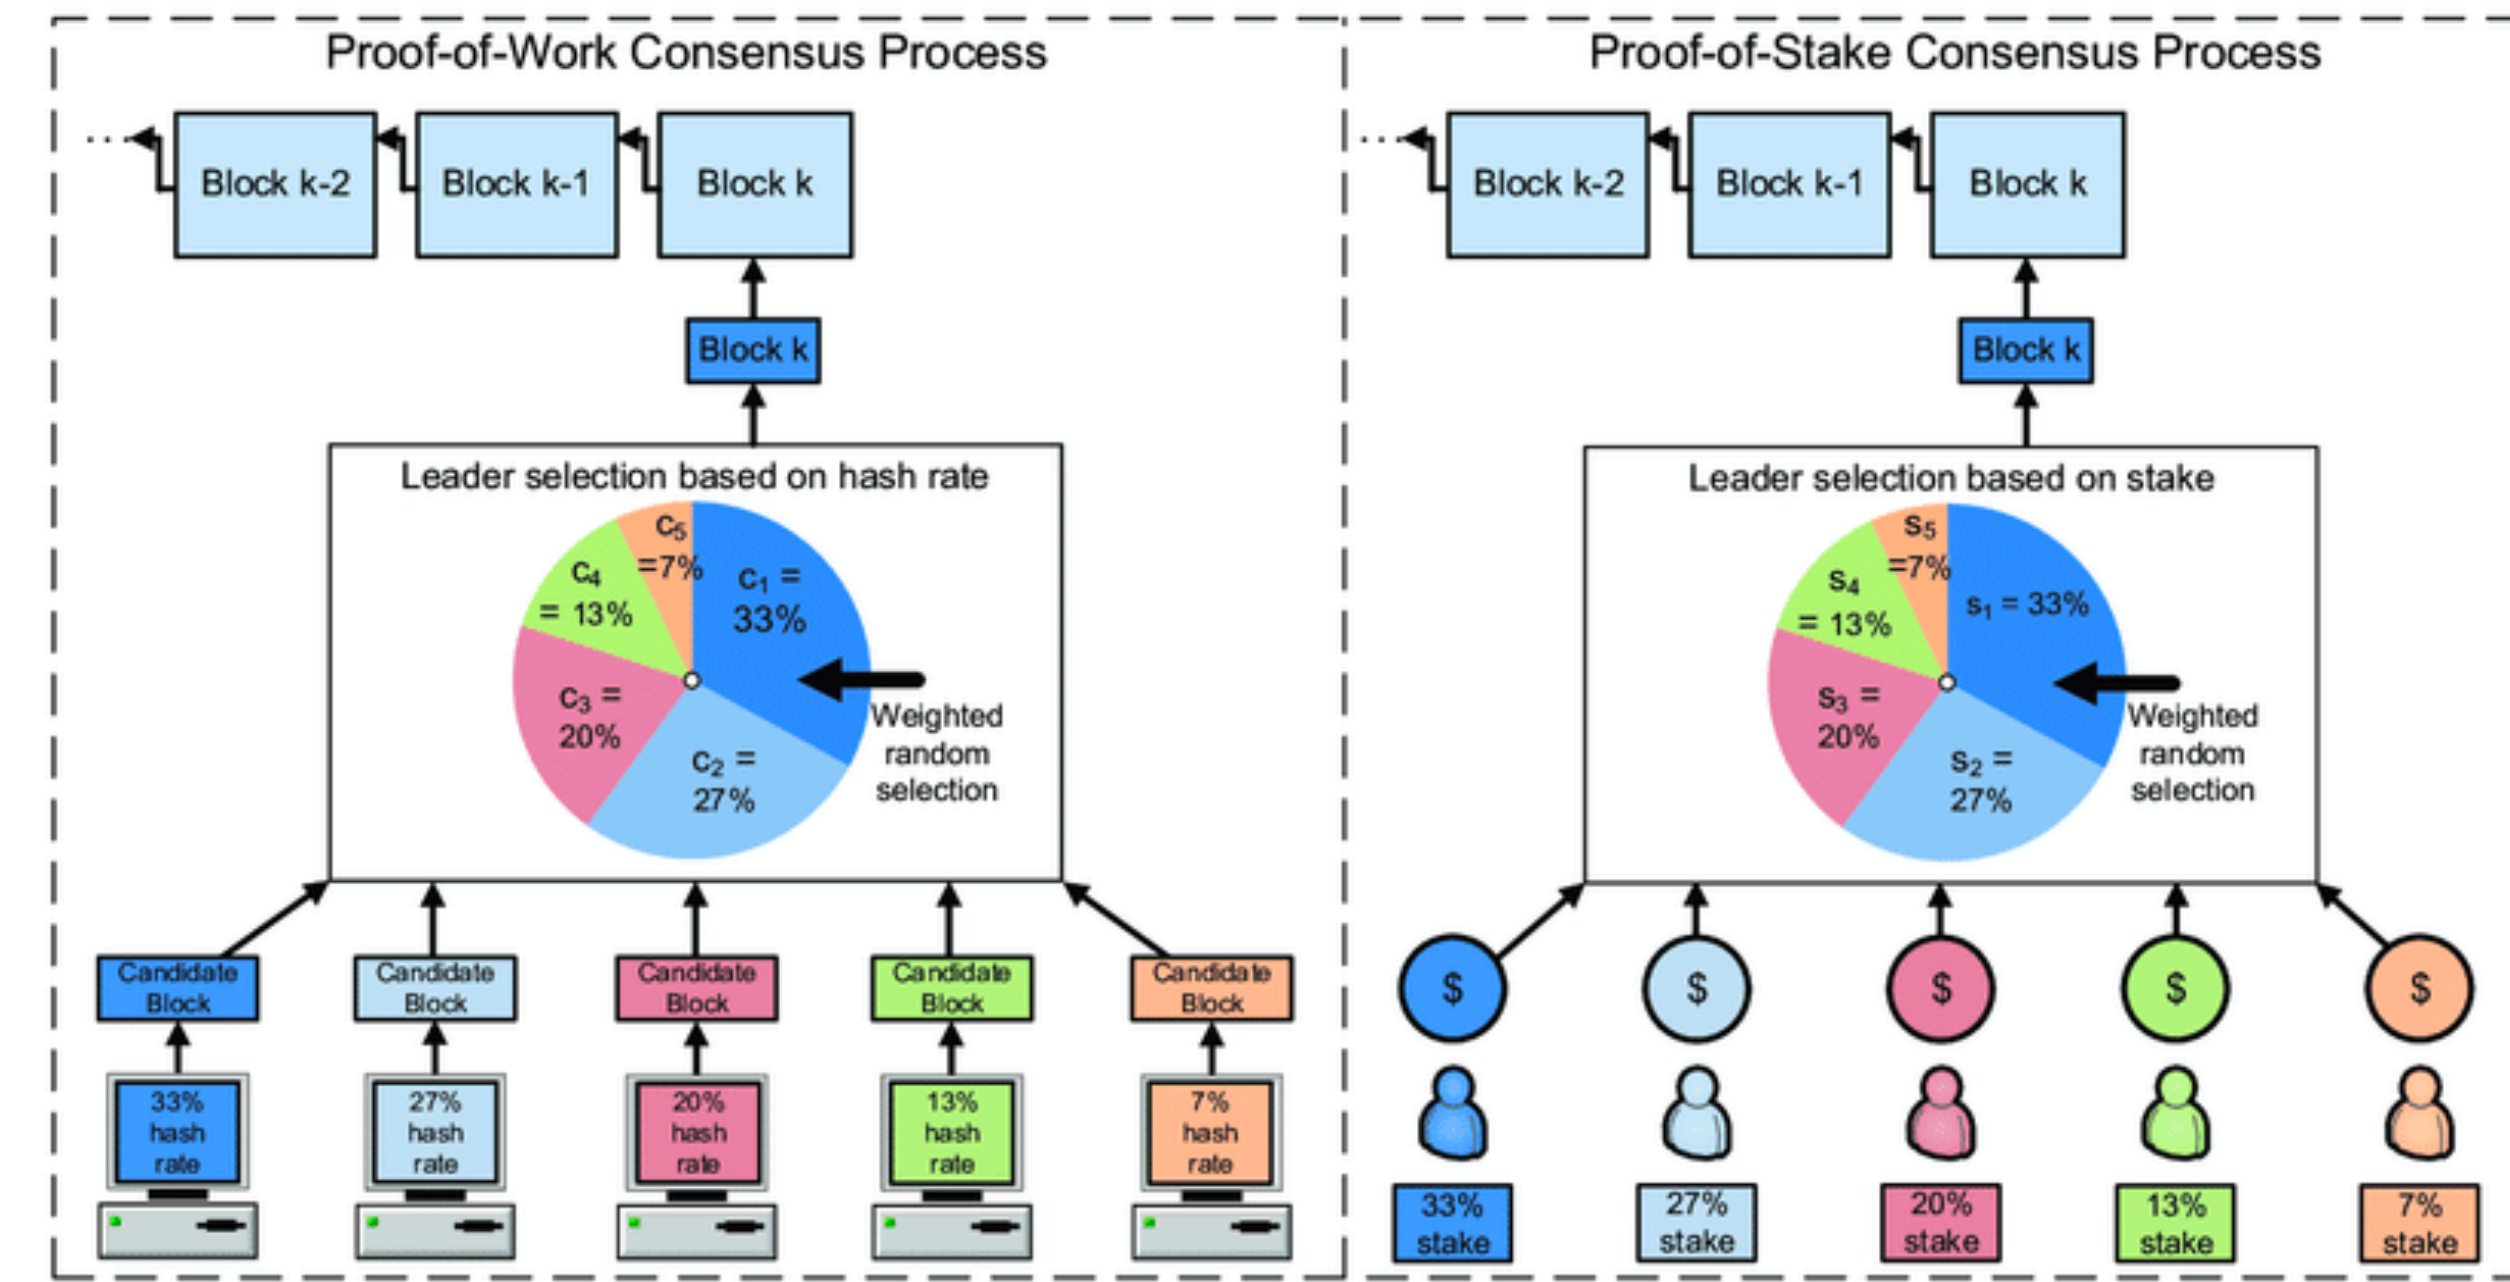 Proof-of-Work Consensus Process
...
Block k-2
Block k-1
Block k
Block k
Leader selection based on hash rate
c₅
=7%
c₁ =
33%
c₄
= 13%
c₃ =
20%
c₂ =
27%
Weighted
random
selection
Candidate
Block
Candidate
Block
Candidate
Block
Candidate
Block
Candidate
Block
33%
hash
rate
27%
hash
rate
20%
hash
rate
13%
hash
rate
7%
hash
rate
Proof-of-Stake Consensus Process
...
Block k-2
Block k-1
Block k
Block k
Leader selection based on stake
s₅
=7%
s₁ = 33%
s₄
= 13%
s₃ =
20%
s₂ =
27%
Weighted
random
selection
$
$
$
$
$
33%
stake
27%
stake
20%
stake
13%
stake
7%
stake